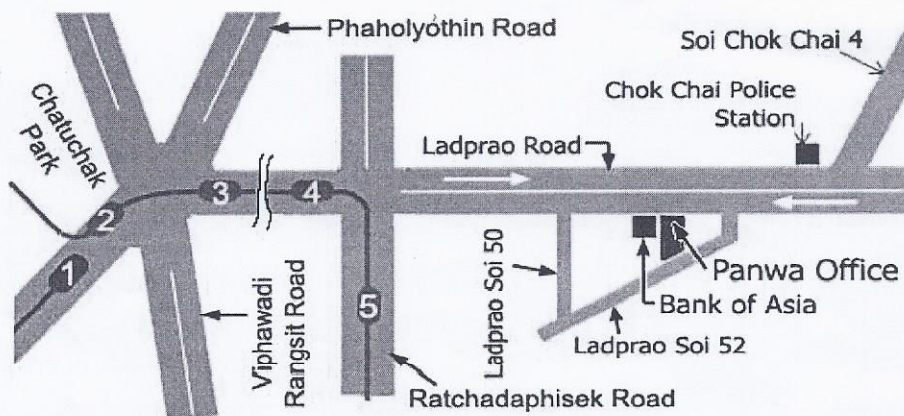 Phaholyothin Road
Soi Chok Chai 4
Chok Chai Police
Station
Chatuchak
Park
Ladprao Road
1
2
3
4
5
Viphawadi
Rangsit Road
Ladprao Soi 50
Panwa Office
Bank of Asia
Ladprao Soi 52
Ratchadaphisek Road